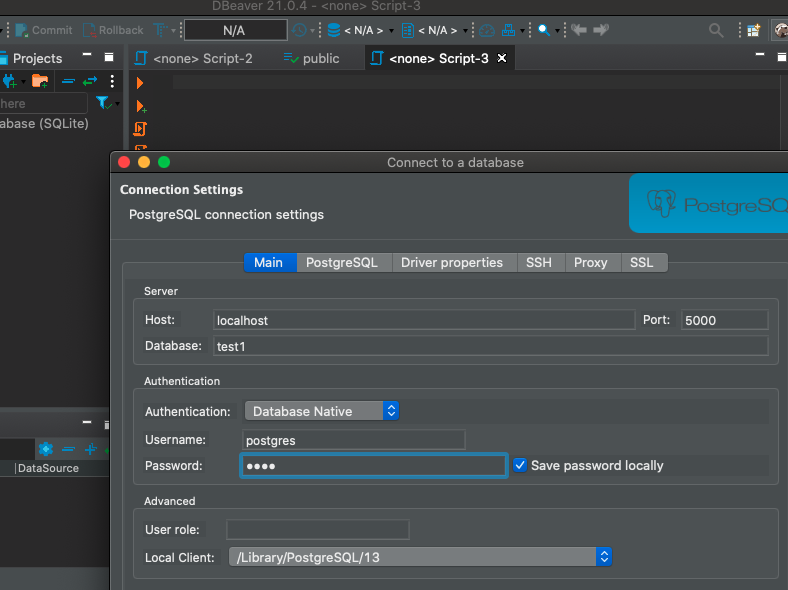 DBeaver 21.0.4 - <none> Script-3
Commit Rollback N/A < N/A > < N/A >
Projects <none> Script-2 public <none> Script-3
here
abase (SQLite)
Connect to a database
Connection Settings
PostgreSQL connection settings
PostgreSQ
Main PostgreSQL Driver properties SSH Proxy SSL
Server
Host: localhost Port: 5000
Database: test1
Authentication
Authentication: Database Native
Username: postgres
Password: •••• Save password locally
DataSource
Advanced
User role:
Local Client: /Library/PostgreSQL/13